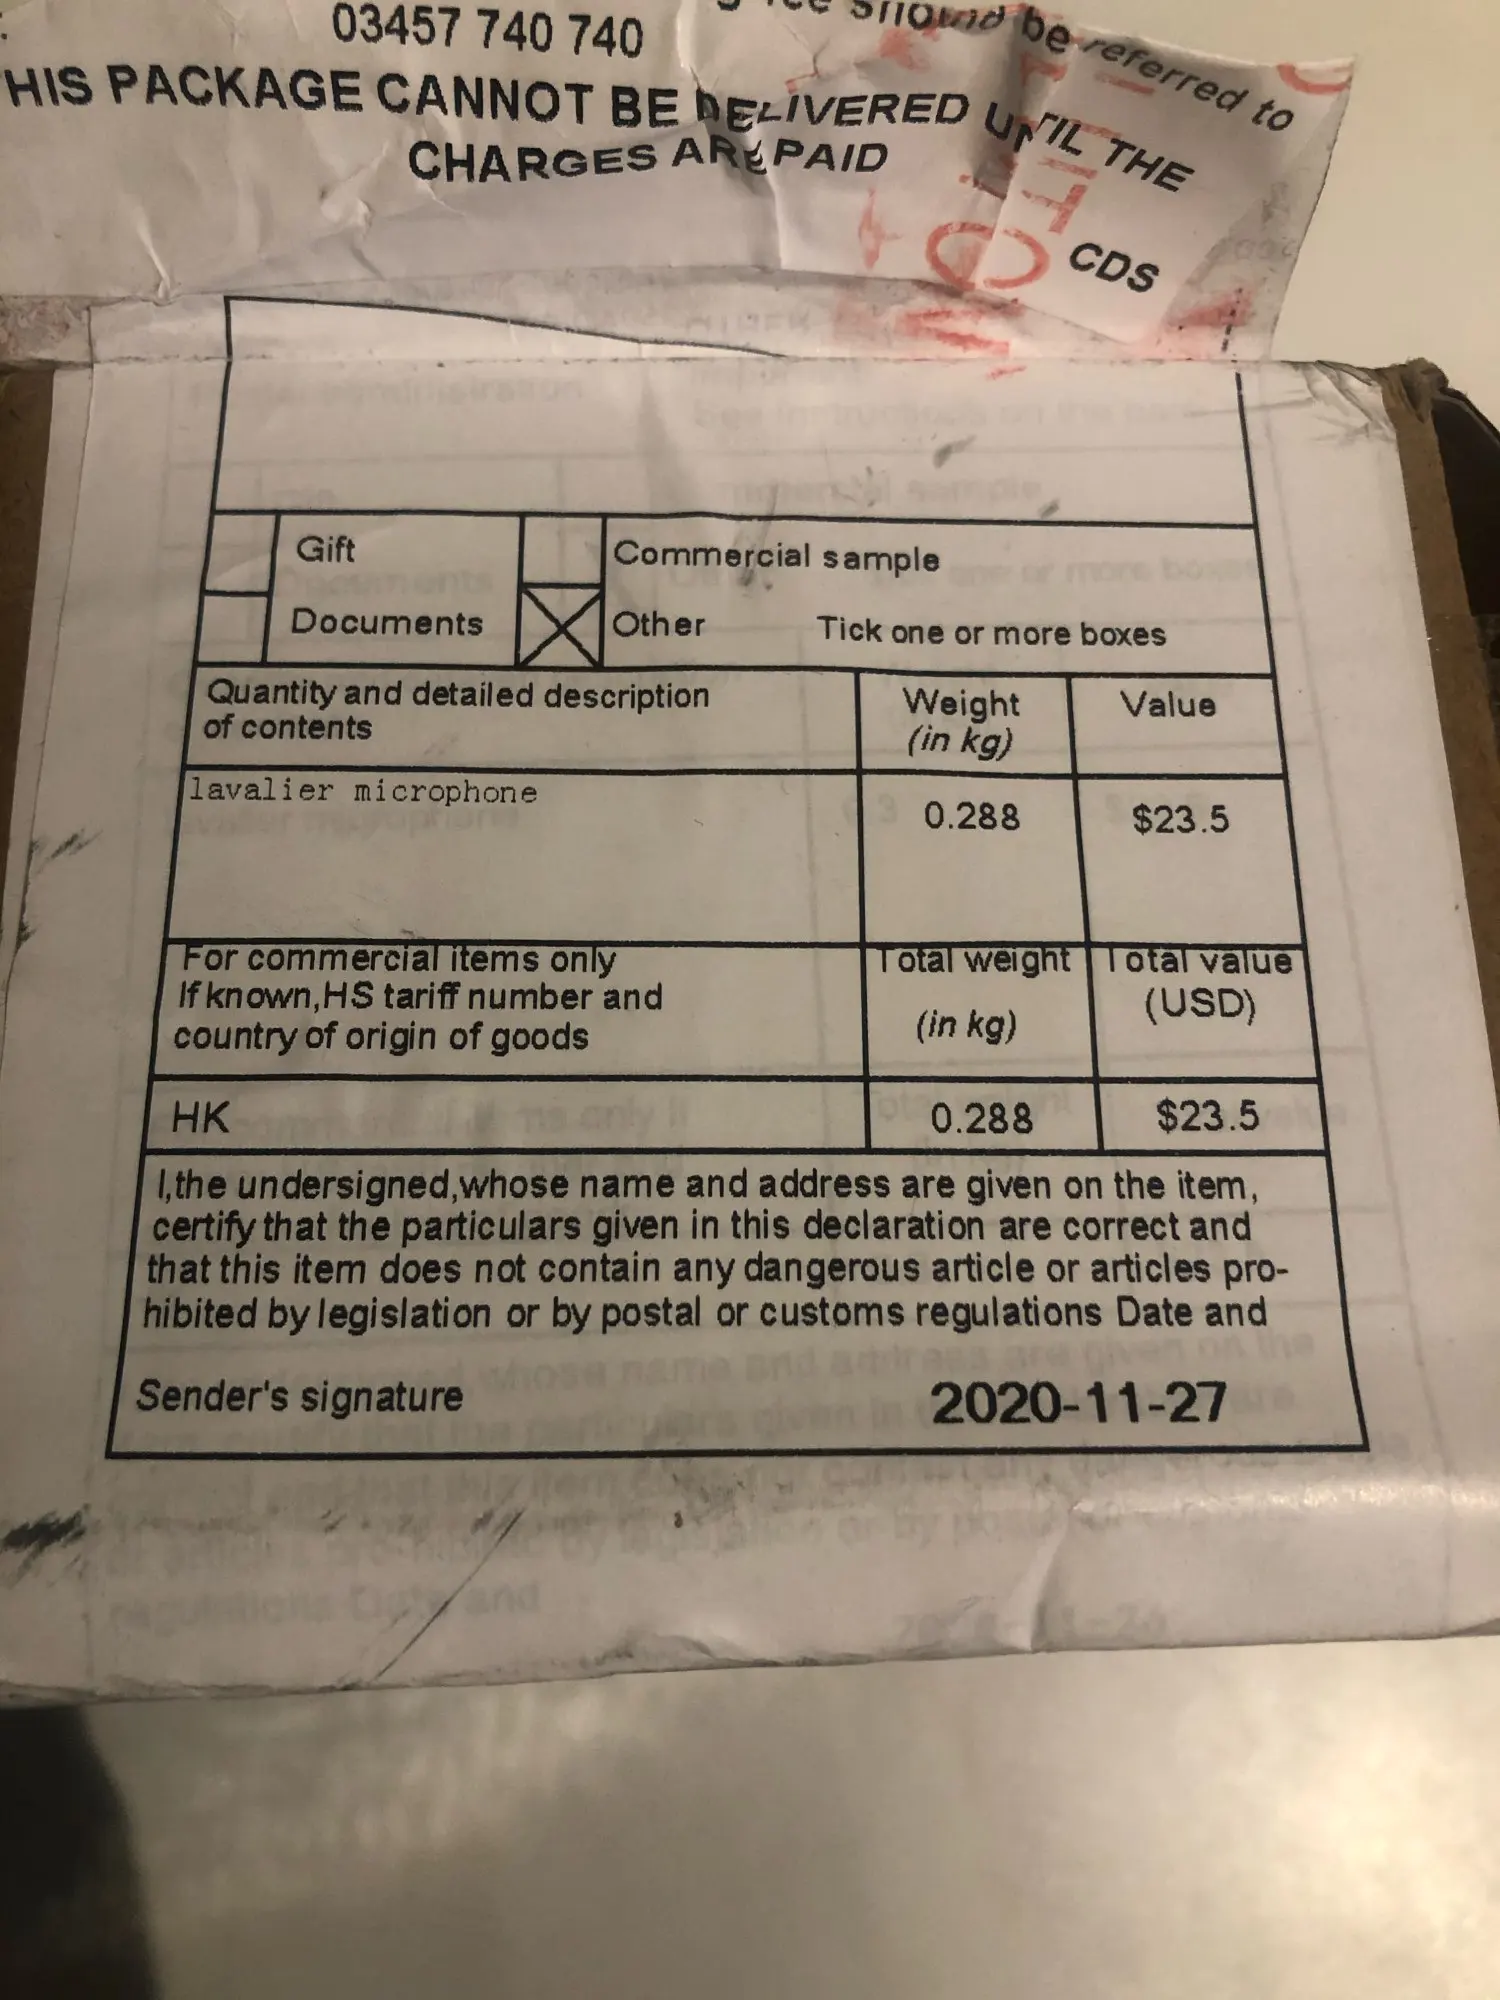 should be referred to
03457 740 740
HIS PACKAGE CANNOT BE DELIVERED UNTIL THE
CHARGES ARE PAID
CDS
Gift
Commercial sample
Documents
Other
Tick one or more boxes
Quantity and detailed description
of contents
Weight
(in kg)
Value
lavalier microphone
0.288
$23.5
For commercial items only
If known,HS tariff number and
country of origin of goods
Total weight
(in kg)
Total value
(USD)
HK
0.288
$23.5
I,the undersigned,whose name and address are given on the item,
certify that the particulars given in this declaration are correct and
that this item does not contain any dangerous article or articles pro-
hibited by legislation or by postal or customs regulations Date and
Sender's signature
2020-11-27